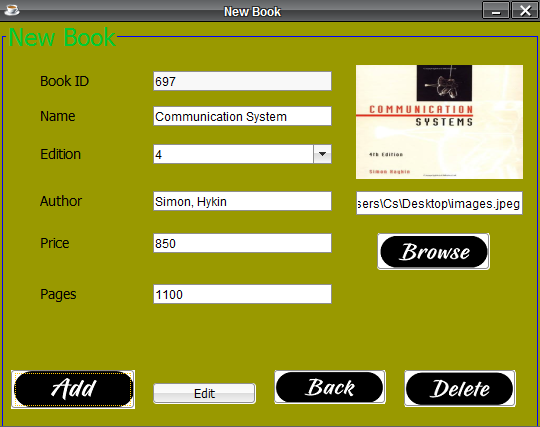 New Book
New Book
Book ID
697
Name
Communication System
Edition
4
Author
Simon, Hykin
Price
850
Pages
1100
COMMUNICATION
SYSTEMS
4th Edition
Simon Haykin
sers\Cs\Desktop\images.jpeg
Browse
Add
Edit
Back
Delete